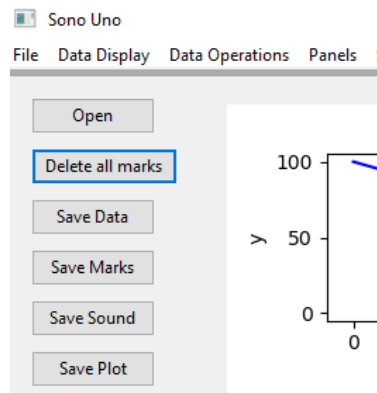 Sono Uno
File Data Display Data Operations Panels
Open
Delete all marks
Save Data
Save Marks
Save Sound
Save Plot
100
y 50
0
0